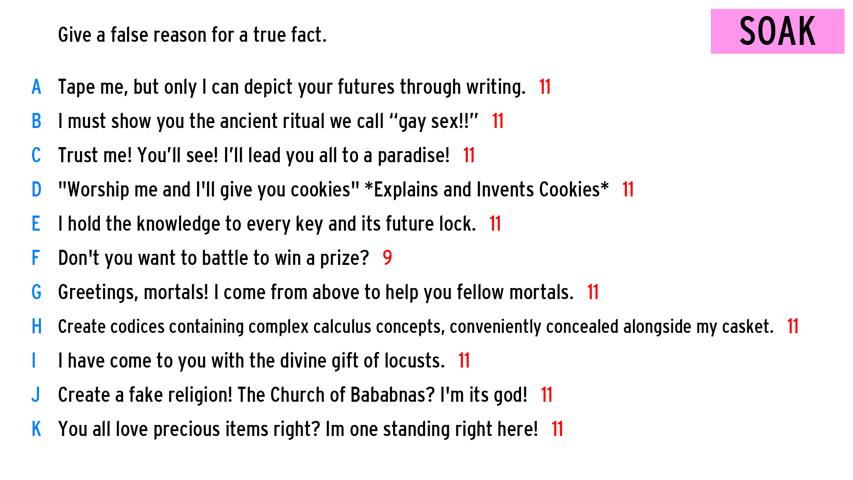 Give a false reason for a true fact.
SOAK
A Tape me, but only I can depict your futures through writing. 11
B I must show you the ancient ritual we call “gay sex!!” 11
C Trust me! You’ll see! I’ll lead you all to a paradise! 11
D "Worship me and I'll give you cookies" *Explains and Invents Cookies* 11
E I hold the knowledge to every key and its future lock. 11
F Don't you want to battle to win a prize? 9
G Greetings, mortals! I come from above to help you fellow mortals. 11
H Create codices containing complex calculus concepts, conveniently concealed alongside my casket. 11
I I have come to you with the divine gift of locusts. 11
J Create a fake religion! The Church of Bababnas? I'm its god! 11
K You all love precious items right? Im one standing right here! 11